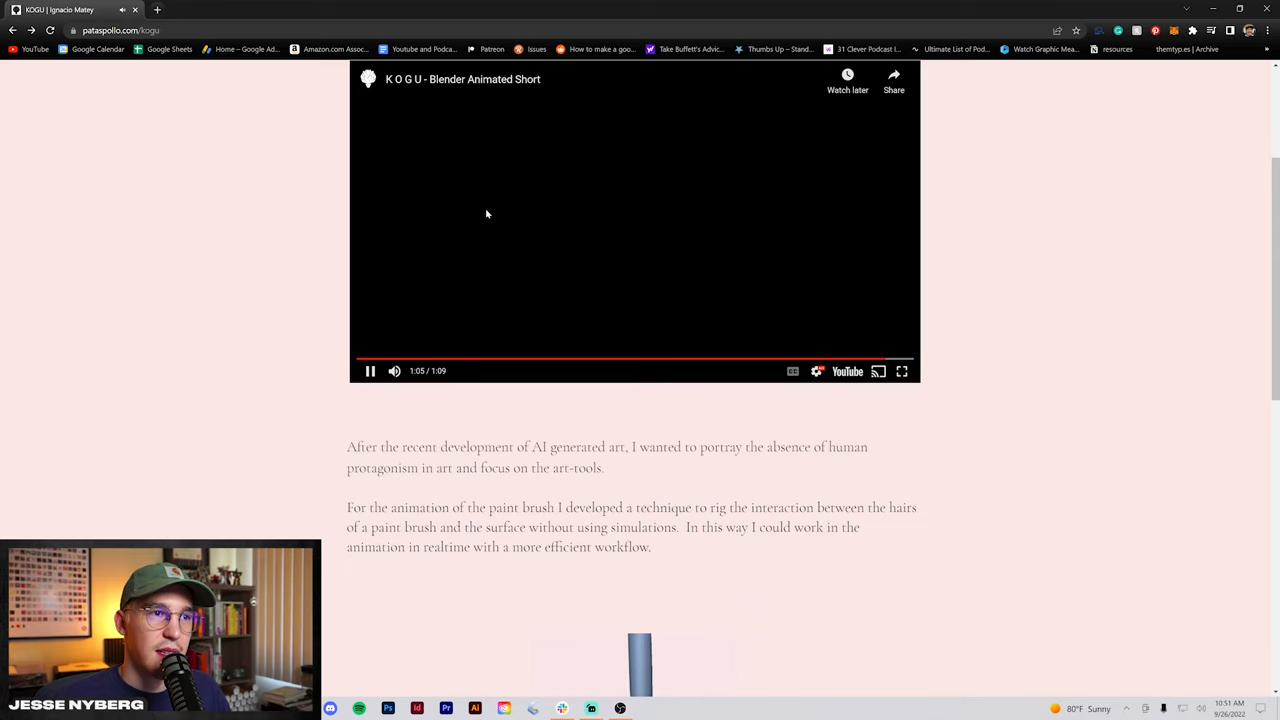 KOGU | Ignacio Matey
pataspollo.com/kogu
YouTube
Google Calendar
Google Sheets
Home – Google Ad...
Amazon.com Assoc...
Youtube and Podca...
Patreon
Issues
How to make a goo...
Take Buffett's Advic...
Thumbs Up – Stand...
31 Clever Podcast I...
Ultimate List of Pod...
Watch Graphic Mea...
resources
themtyp.es | Archive
K O G U - Blender Animated Short
Watch later
Share
1:05 / 1:09
CC
YouTube
After the recent development of AI generated art, I wanted to portray the absence of human
protagonism in art and focus on the art-tools.
For the animation of the paint brush I developed a technique to rig the interaction between the hairs
of a paint brush and the surface without using simulations. In this way I could work in the
animation in realtime with a more efficient workflow.
JESSE NYBERG
Ps
Id
Pr
Ai
80°F Sunny
10:51 AM
9/26/2022